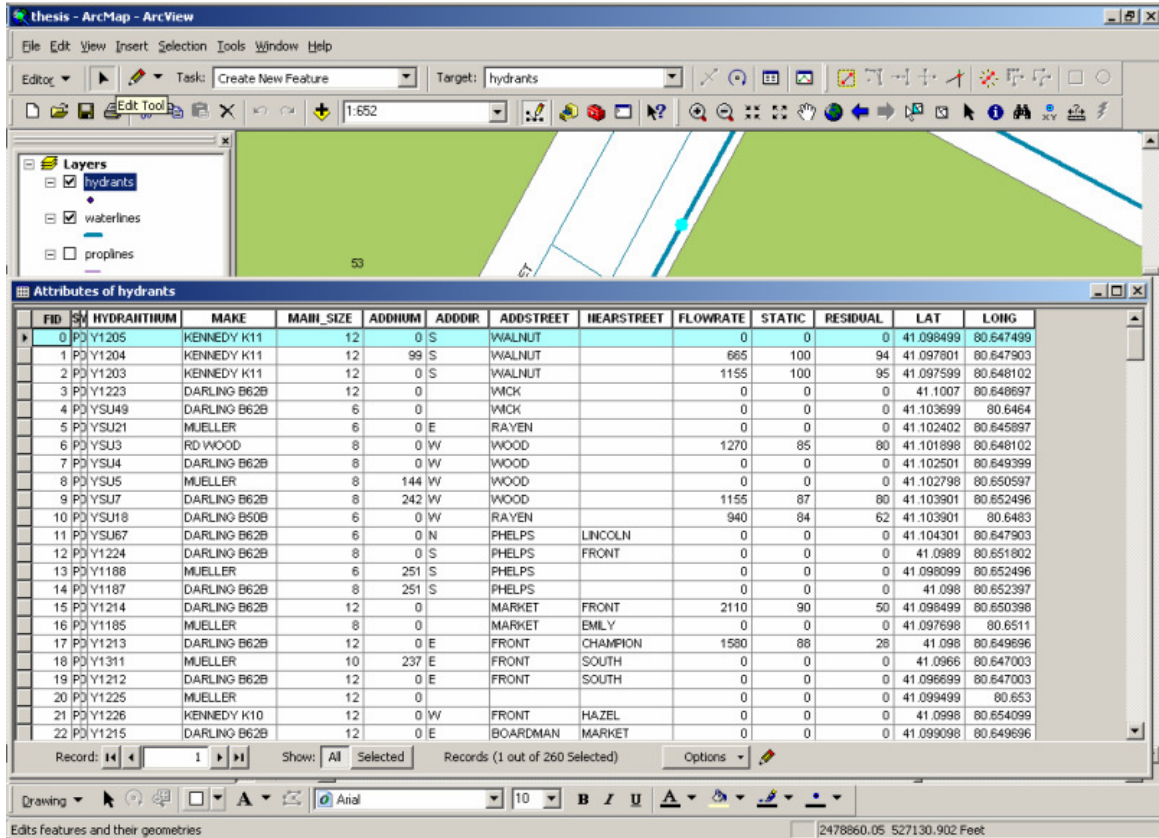 thesis - ArcMap - ArcView
File Edit View Insert Selection Tools Window Help
Editor Task: Create New Feature Target: hydrants
Edit Tool 1:652
Layers
hydrants
waterlines
proplines
53
Attributes of hydrants
FID HYDRANTNUM MAKE MAIN_SIZE ADDNUM ADDDIR ADDSTREET NEARSTREET FLOWRATE STATIC RESIDUAL LAT LONG
0 Y1205 KENNEDY K11 12 0 S WALNUT 0 0 0 41.098499 80.647499
1 Y1204 KENNEDY K11 12 99 S WALNUT 665 100 94 41.097801 80.647903
2 Y1203 KENNEDY K11 12 0 S WALNUT 1155 100 95 41.097599 80.648102
3 Y1223 DARLING B62B 12 0 WICK 0 0 0 41.1007 80.648697
4 YSU49 DARLING B62B 6 0 WICK 0 0 0 41.103699 80.6464
5 YSU21 MUELLER 6 0 E RAYEN 0 0 0 41.102402 80.645897
6 YSU3 RD WOOD 8 0 W WOOD 1270 85 80 41.101898 80.648102
7 YSU4 DARLING B62B 8 0 W WOOD 0 0 0 41.102501 80.649399
8 YSU5 MUELLER 8 144 W WOOD 0 0 0 41.102798 80.650597
9 YSU7 DARLING B62B 8 242 W WOOD 1155 87 80 41.103901 80.652496
10 YSU18 DARLING B50B 6 0 W RAYEN 940 84 62 41.103901 80.6483
11 YSU67 DARLING B62B 6 0 N PHELPS LINCOLN 0 0 0 41.104301 80.647903
12 Y1224 DARLING B62B 8 0 S PHELPS FRONT 0 0 0 41.0989 80.651802
13 Y1188 MUELLER 6 251 S PHELPS 0 0 0 41.098099 80.652496
14 Y1187 DARLING B62B 8 251 S PHELPS 0 0 0 41.098 80.652397
15 Y1214 DARLING B62B 12 0 MARKET FRONT 2110 90 50 41.098499 80.650398
16 Y1185 MUELLER 8 0 MARKET EMILY 0 0 0 41.097698 80.6511
17 Y1213 DARLING B62B 12 0 E FRONT CHAMPION 1580 88 28 41.098 80.649696
18 Y1311 MUELLER 10 237 E FRONT SOUTH 0 0 0 41.0966 80.647003
19 Y1212 DARLING B62B 12 0 E FRONT SOUTH 0 0 0 41.096699 80.647003
20 Y1225 MUELLER 12 0 0 0 0 41.099499 80.653
21 Y1226 KENNEDY K10 12 0 W FRONT HAZEL 0 0 0 41.0998 80.654099
22 Y1215 DARLING B62B 12 0 E BOARDMAN MARKET 0 0 0 41.099098 80.649696
Record: 1 Show: All Selected Records (1 out of 260 Selected) Options
Drawing A Arial 10 B I U A
Edits features and their geometries 2478860.05 527130.902 Feet